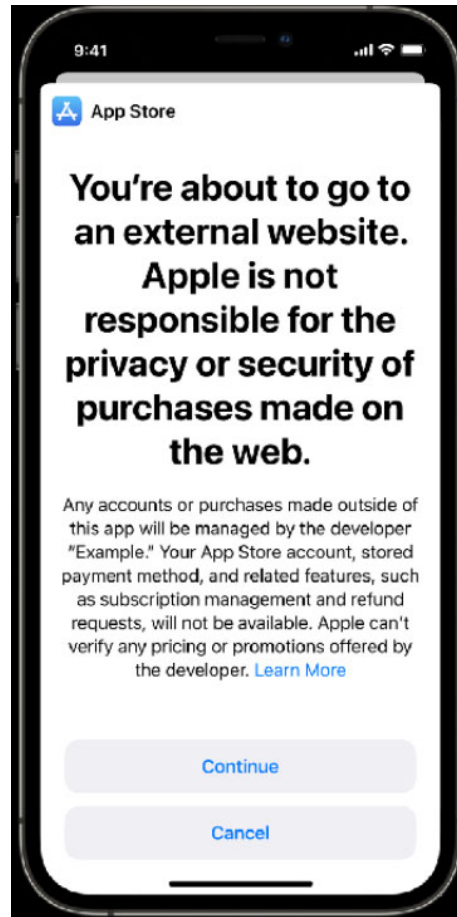 9:41
App Store
You're about to go to
an external website.
Apple is not
responsible for the
privacy or security of
purchases made on
the web.
Any accounts or purchases made outside of
this app will be managed by the developer
"Example." Your App Store account, stored
payment method, and related features, such
as subscription management and refund
requests, will not be available. Apple can't
verify any pricing or promotions offered by
the developer. Learn More
Continue
Cancel